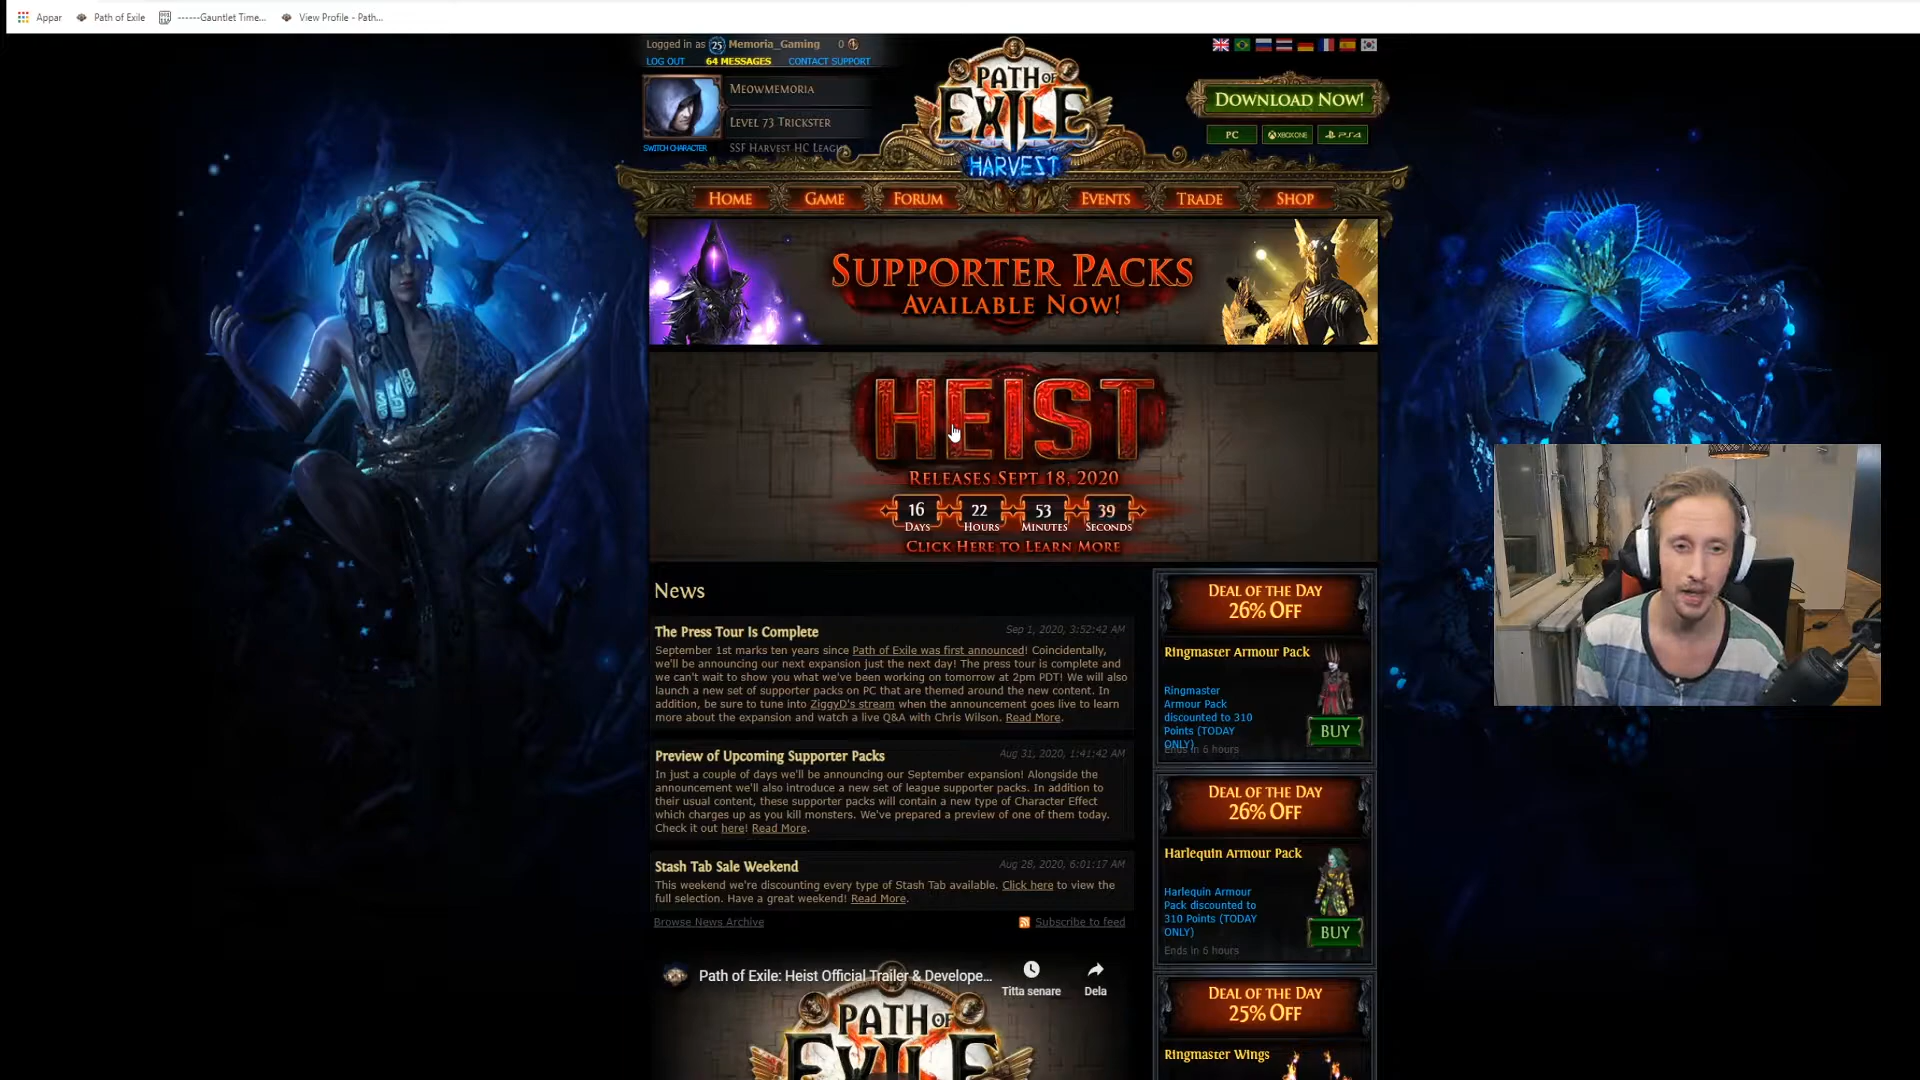 Appar
Path of Exile
------Gauntlet Time...
View Profile - Path...
Logged in as 25 Memoria_Gaming 0
LOG OUT 64 MESSAGES CONTACT SUPPORT
Meowmemoria
Level 73 Trickster
SWITCH CHARACTER
SSF Harvest HC League
PATH OF
EXILE
HARVEST
DOWNLOAD NOW!
PC XBOX ONE PS4
HOME GAME FORUM EVENTS TRADE SHOP
SUPPORTER PACKS
AVAILABLE NOW!
HEIST
RELEASES SEPT 18, 2020
16 22 53 39
DAYS HOURS MINUTES SECONDS
CLICK HERE TO LEARN MORE
News
The Press Tour Is Complete
Sep 1, 2020, 3:52:42 AM
September 1st marks ten years since Path of Exile was first announced! Coincidentally,
we'll be announcing our next expansion just the next day! The press tour is complete and
we can't wait to show you what we've been working on tomorrow at 2pm PDT! We will also
launch a new set of supporter packs on PC that are themed around the new content. In
addition, be sure to tune into ZiggyD's stream when the announcement goes live to learn
more about the expansion and watch a live Q&A with Chris Wilson. Read More.
Preview of Upcoming Supporter Packs
Aug 31, 2020, 1:41:42 AM
In just a couple of days we'll be announcing our September expansion! Alongside the
announcement we'll also introduce a new set of league supporter packs. In addition to
their usual content, these supporter packs will contain a new type of Character Effect
which charges up as you kill monsters. We've prepared a preview of one of them today.
Check it out here! Read More.
Stash Tab Sale Weekend
Aug 28, 2020, 6:01:17 AM
This weekend we're discounting every type of Stash Tab available. Click here to view the
full selection. Have a great weekend! Read More.
Browse News Archive
Subscribe to feed
Path of Exile: Heist Official Trailer & Develope...
Titta senare
Dela
PATH OF
EXILE
DEAL OF THE DAY
26% OFF
Ringmaster Armour Pack
Ringmaster
Armour Pack
discounted to 310
Points (TODAY
ONLY)
Ends in 6 hours
BUY
DEAL OF THE DAY
26% OFF
Harlequin Armour Pack
Harlequin Armour
Pack discounted to
310 Points (TODAY
ONLY)
Ends in 6 hours
BUY
DEAL OF THE DAY
25% OFF
Ringmaster Wings